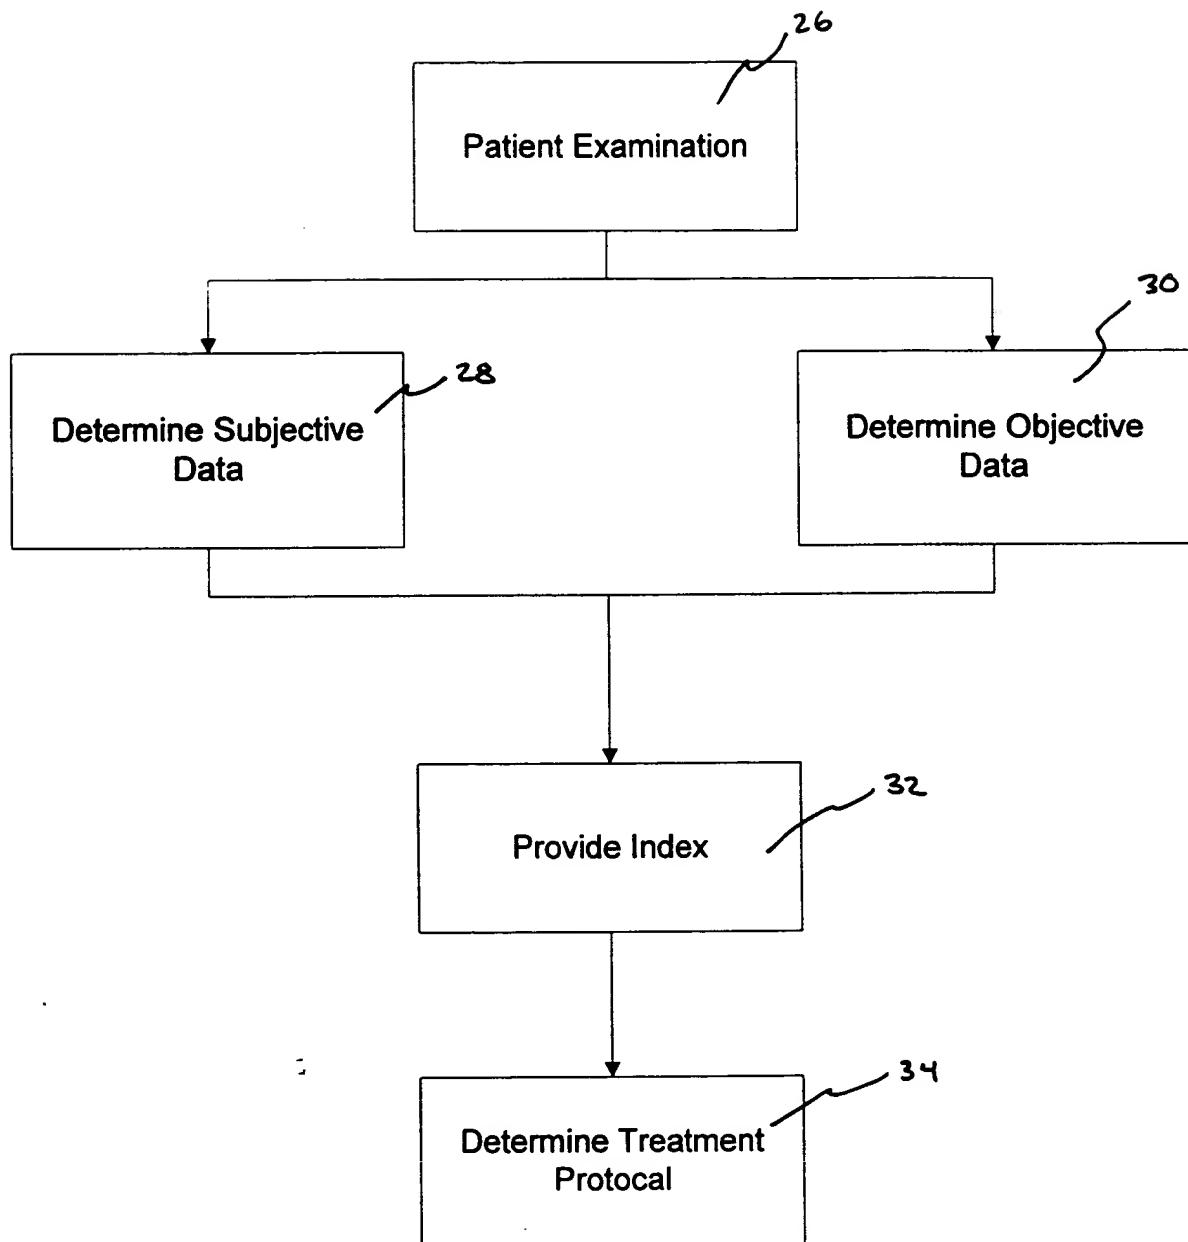 26
Patient Examination
30
28
Determine Subjective
Data
Determine Objective
Data
32
Provide Index
34
Determine Treatment
Protocal